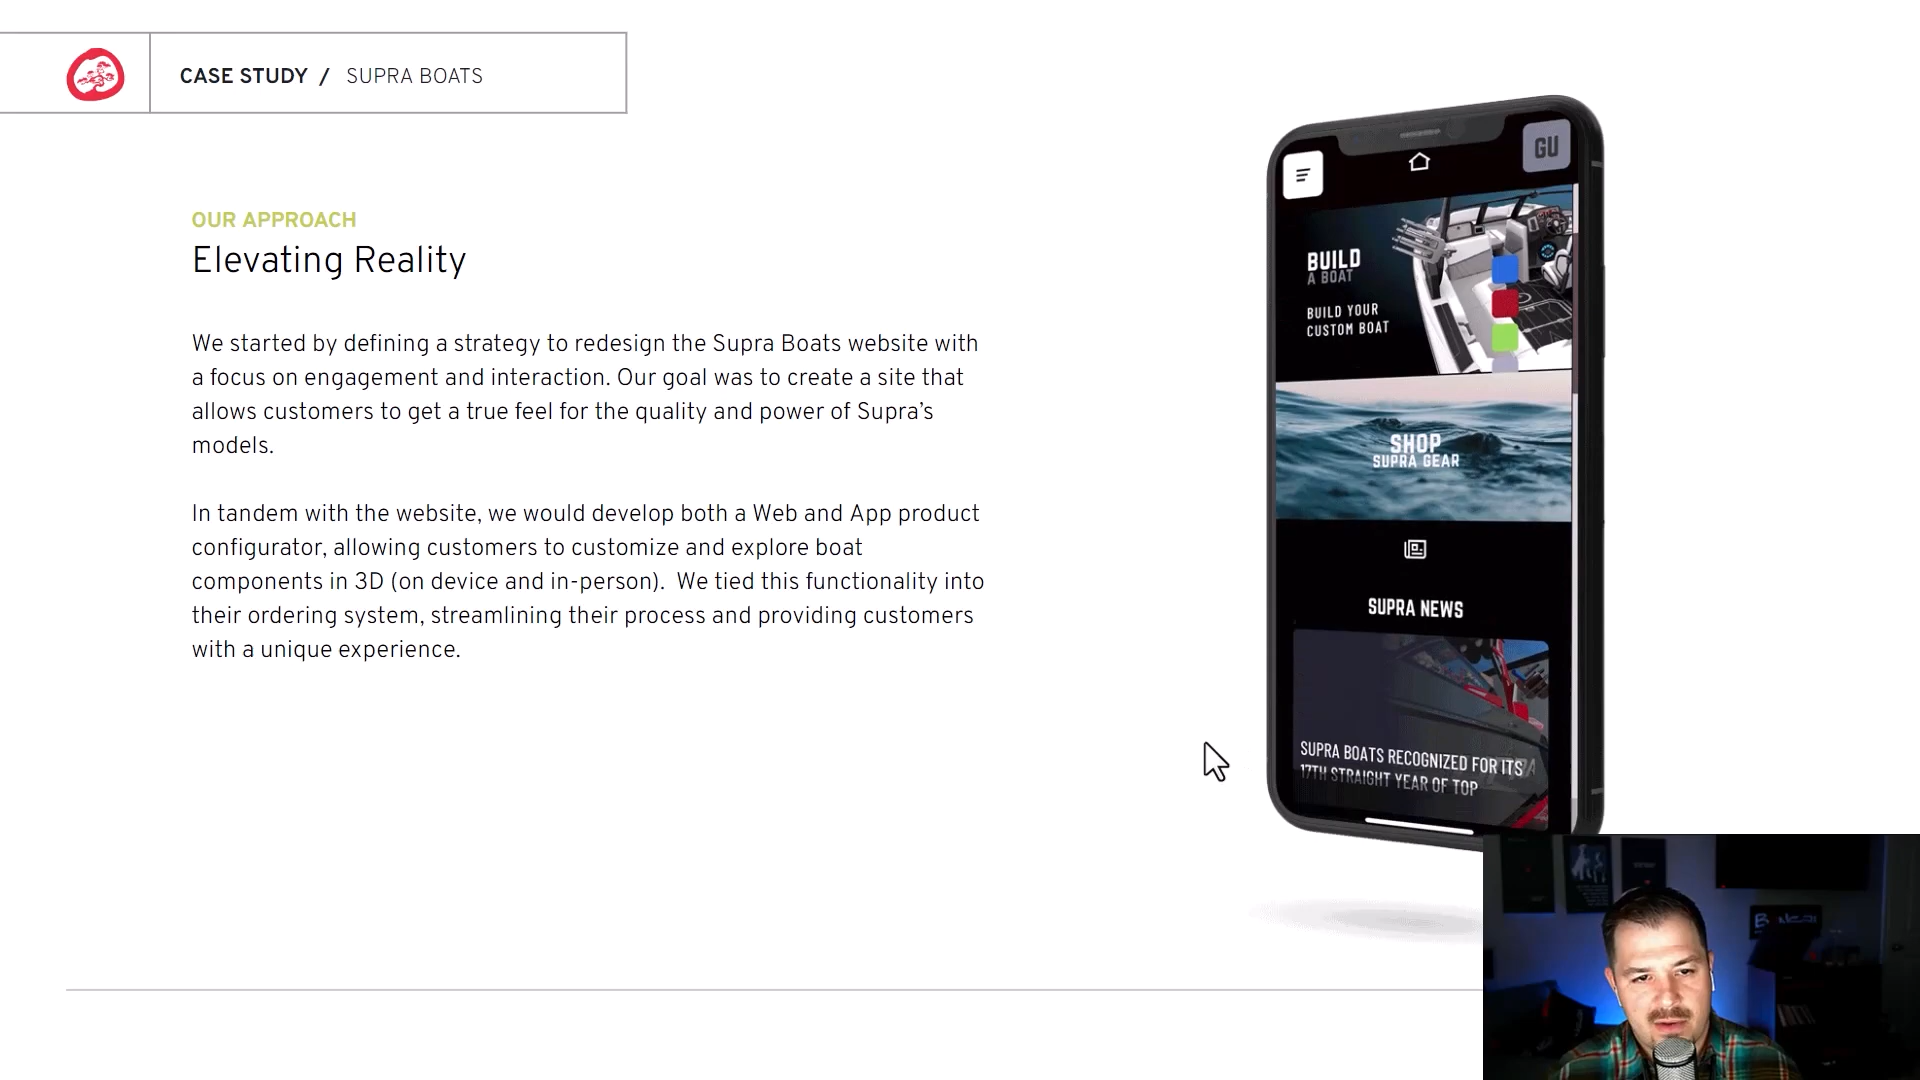 CASE STUDY / SUPRA BOATS
OUR APPROACH
Elevating Reality
We started by defining a strategy to redesign the Supra Boats website with
a focus on engagement and interaction. Our goal was to create a site that
allows customers to get a true feel for the quality and power of Supra’s
models.
In tandem with the website, we would develop both a Web and App product
configurator, allowing customers to customize and explore boat
components in 3D (on device and in-person).  We tied this functionality into
their ordering system, streamlining their process and providing customers
with a unique experience.
GU
BUILD
A BOAT
BUILD YOUR
CUSTOM BOAT
SHOP
SUPRA GEAR
SUPRA NEWS
SUPRA BOATS RECOGNIZED FOR ITS
17TH STRAIGHT YEAR OF TOP